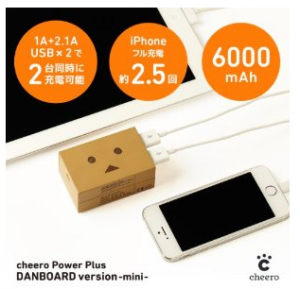 1A+2.1A
USB×2で
2台同時に
充電可能
iPhone
フル充電
約2.5回
6000
mAh
cheero Power Plus
DANBOARD version-mini-
cheero